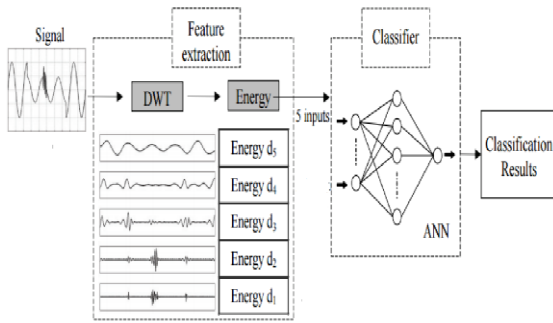 Signal
Feature
extraction
Classifier
DWT
Energy
5 inputs
Energy d5
Energy d4
Energy d3
Energy d2
Energy d1
ANN
Classification
Results